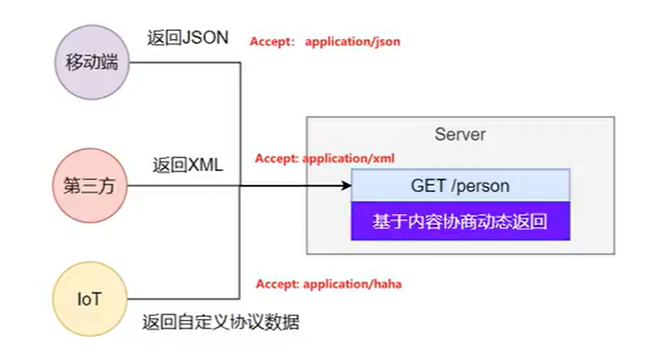 返回JSON
Accept: application/json
移动端
Server
返回XML
Accept: application/xml
第三方
GET /person
基于内容协商动态返回
Accept: application/haha
IoT
返回自定义协议数据